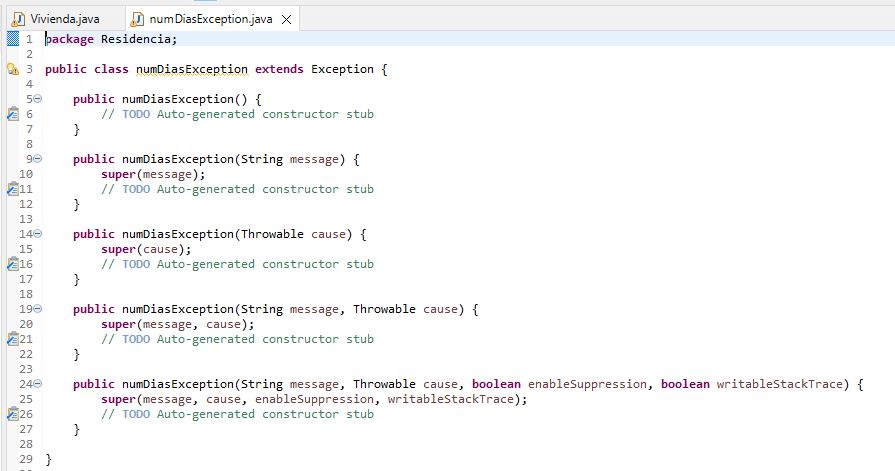 Vivienda.java numDiasException.java
1 package Residencia;
2
3 public class numDiasException extends Exception {
4
5 public numDiasException() {
6 // TODO Auto-generated constructor stub
7 }
8
9 public numDiasException(String message) {
10 super(message);
11 // TODO Auto-generated constructor stub
12 }
13
14 public numDiasException(Throwable cause) {
15 super(cause);
16 // TODO Auto-generated constructor stub
17 }
18
19 public numDiasException(String message, Throwable cause) {
20 super(message, cause);
21 // TODO Auto-generated constructor stub
22 }
23
24 public numDiasException(String message, Throwable cause, boolean enableSuppression, boolean writableStackTrace) {
25 super(message, cause, enableSuppression, writableStackTrace);
26 // TODO Auto-generated constructor stub
27 }
28
29 }